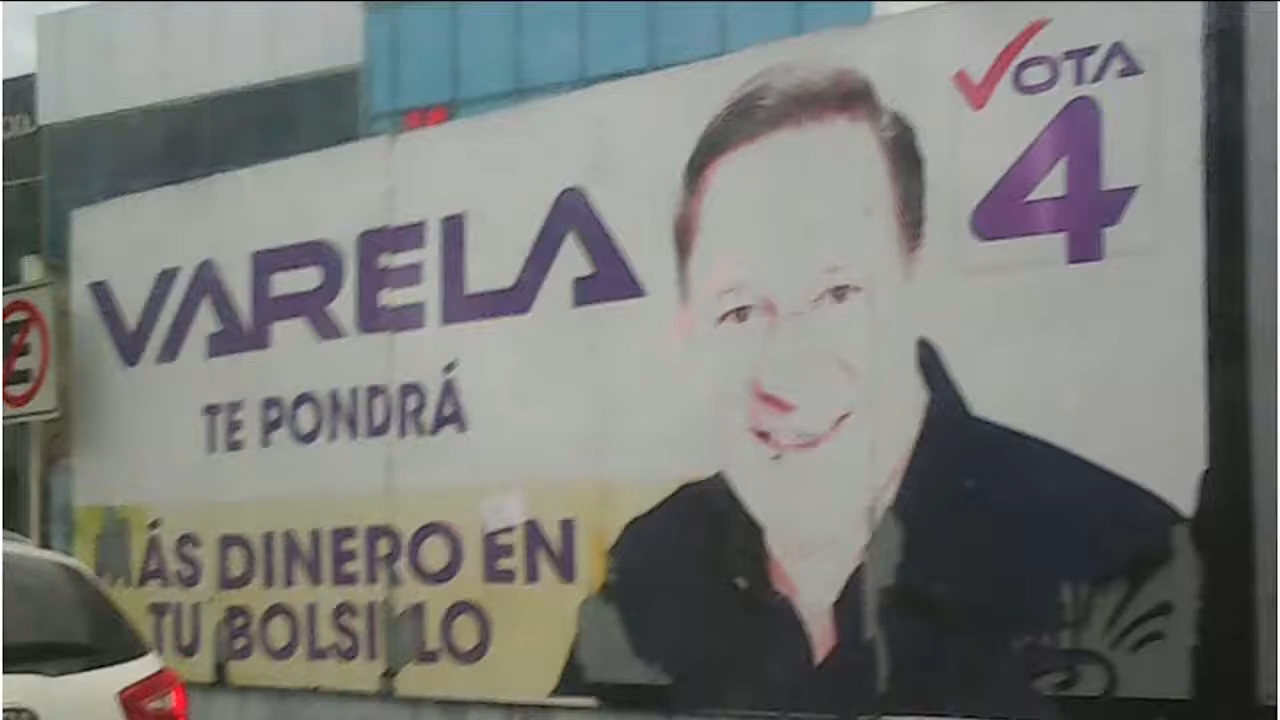 VARELA
TE PONDRÁ
MÁS DINERO EN
TU BOLSILLO
VOTA
4